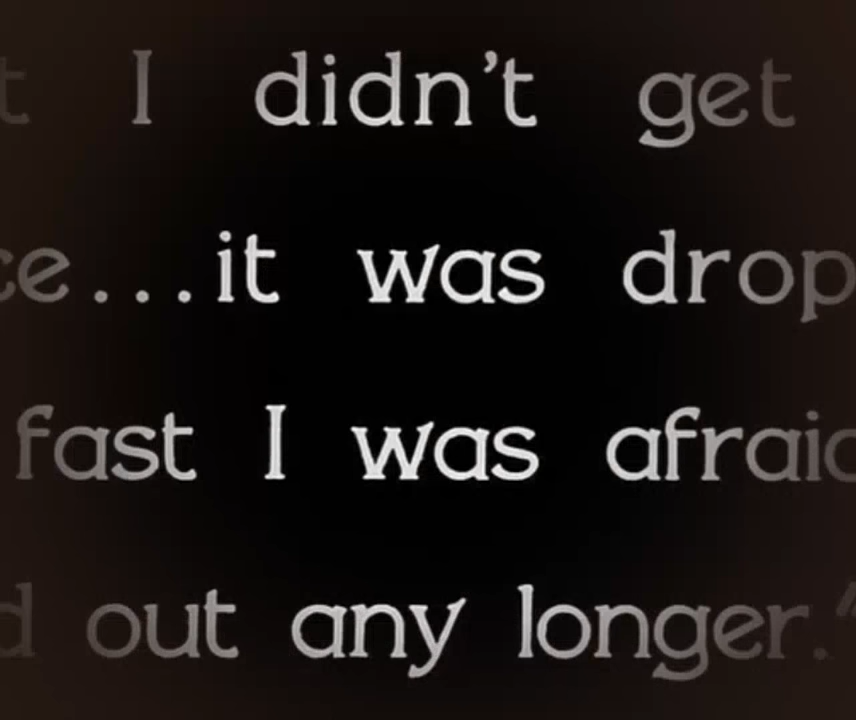 t I didn't get
ce...it was drop
fast I was afraid
d out any longer."